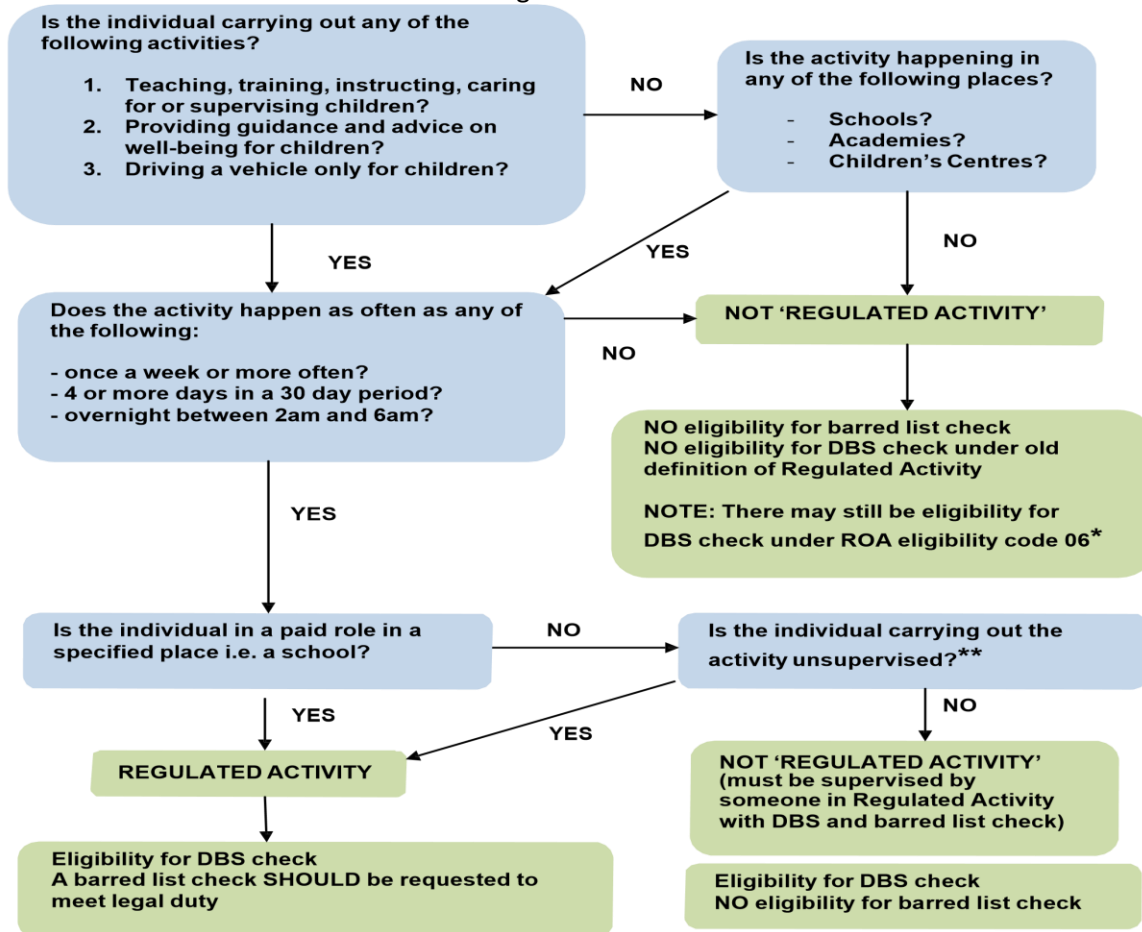 Is the individual carrying out any of the
following activities?
1. Teaching, training, instructing, caring
for or supervising children?
2. Providing guidance and advice on
well-being for children?
3. Driving a vehicle only for children?
NO
Is the activity happening in
any of the following places?
- Schools?
- Academies?
- Children's Centres?
YES
YES
NO
Does the activity happen as often as any of
the following:
- once a week or more often?
- 4 or more days in a 30 day period?
- overnight between 2am and 6am?
NO
NOT 'REGULATED ACTIVITY'
NO eligibility for barred list check
NO eligibility for DBS check under old
definition of Regulated Activity
NOTE: There may still be eligibility for
DBS check under ROA eligibility code 06*
YES
Is the individual in a paid role in a
specified place i.e. a school?
NO
Is the individual carrying out the
activity unsupervised?**
YES
YES
NO
REGULATED ACTIVITY
NOT 'REGULATED ACTIVITY'
(must be supervised by
someone in Regulated Activity
with DBS and barred list check)
Eligibility for DBS check
A barred list check SHOULD be requested to
meet legal duty
Eligibility for DBS check
NO eligibility for barred list check